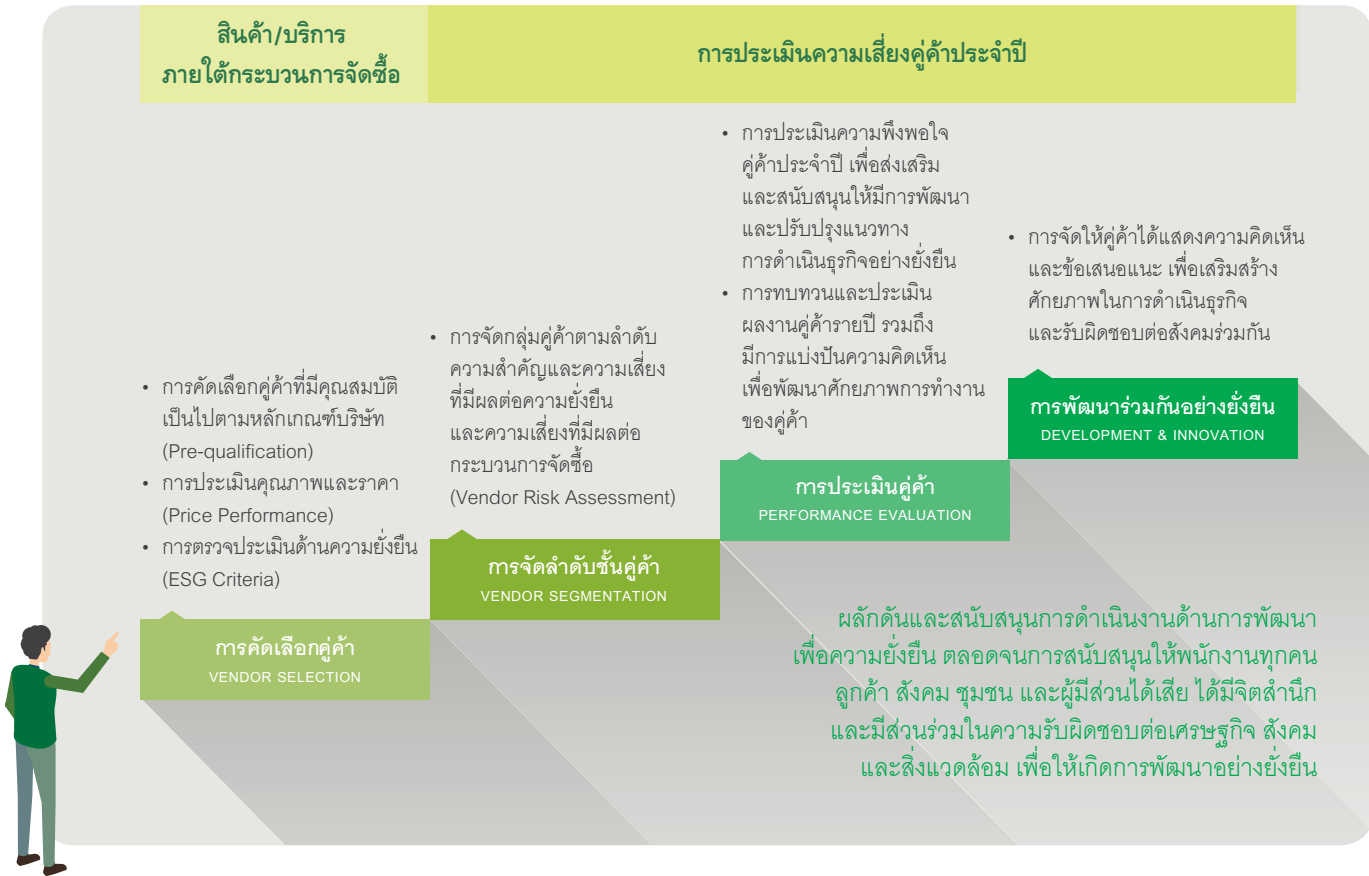 สินค้า/บริการ
ภายใต้กระบวนการจัดซื้อ
การประเมินความเสี่ยงคู่ค้าประจำปี
• การคัดเลือกคู่ค้าที่มีคุณสมบัติ
เป็นไปตามหลักเกณฑ์บริษัท
(Pre-qualification)
• การประเมินคุณภาพและราคา
(Price Performance)
• การตรวจประเมินด้านความยั่งยืน
(ESG Criteria)
การคัดเลือกคู่ค้า
VENDOR SELECTION
• การจัดกลุ่มคู่ค้าตามลำดับ
ความสำคัญและความเสี่ยง
ที่มีผลต่อความยั่งยืน
และความเสี่ยงที่มีผลต่อ
กระบวนการจัดซื้อ
(Vendor Risk Assessment)
การจัดลำดับชั้นคู่ค้า
VENDOR SEGMENTATION
• การประเมินความพึงพอใจ
คู่ค้าประจำปี เพื่อส่งเสริม
และสนับสนุนให้มีการพัฒนา
และปรับปรุงแนวทาง
การดำเนินธุรกิจอย่างยั่งยืน
• การทบทวนและประเมิน
ผลงานคู่ค้ารายปี รวมถึง
มีการแบ่งปันความคิดเห็น
เพื่อพัฒนาศักยภาพการทำงาน
ของคู่ค้า
การประเมินคู่ค้า
PERFORMANCE EVALUATION
• การจัดให้คู่ค้าได้แสดงความคิดเห็น
และข้อเสนอแนะ เพื่อเสริมสร้าง
ศักยภาพในการดำเนินธุรกิจ
และรับผิดชอบต่อสังคมร่วมกัน
การพัฒนาร่วมกันอย่างยั่งยืน
DEVELOPMENT & INNOVATION
ผลักดันและสนับสนุนการดำเนินงานด้านการพัฒนา
เพื่อความยั่งยืน ตลอดจนการสนับสนุนให้พนักงานทุกคน
ลูกค้า สังคม ชุมชน และผู้มีส่วนได้เสีย ได้มีจิตสำนึก
และมีส่วนร่วมในความรับผิดชอบต่อเศรษฐกิจ สังคม
และสิ่งแวดล้อม เพื่อให้เกิดการพัฒนาอย่างยั่งยืน